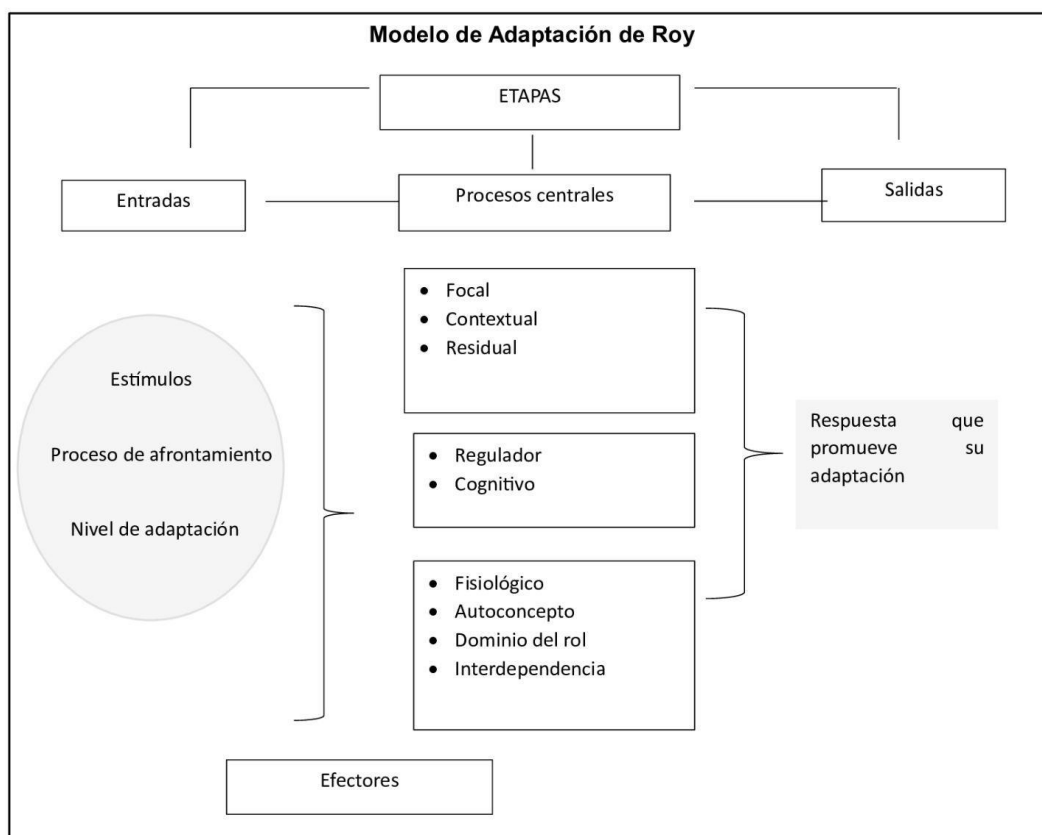 Modelo de Adaptación de Roy
ETAPAS
Entradas
Procesos centrales
Salidas
• Focal
• Contextual
• Residual
Estímulos
Proceso de afrontamiento
Nivel de adaptación
• Regulador
• Cognitivo
• Fisiológico
• Autoconcepto
• Dominio del rol
• Interdependencia
Respuesta que
promueve su
adaptación
Efectores